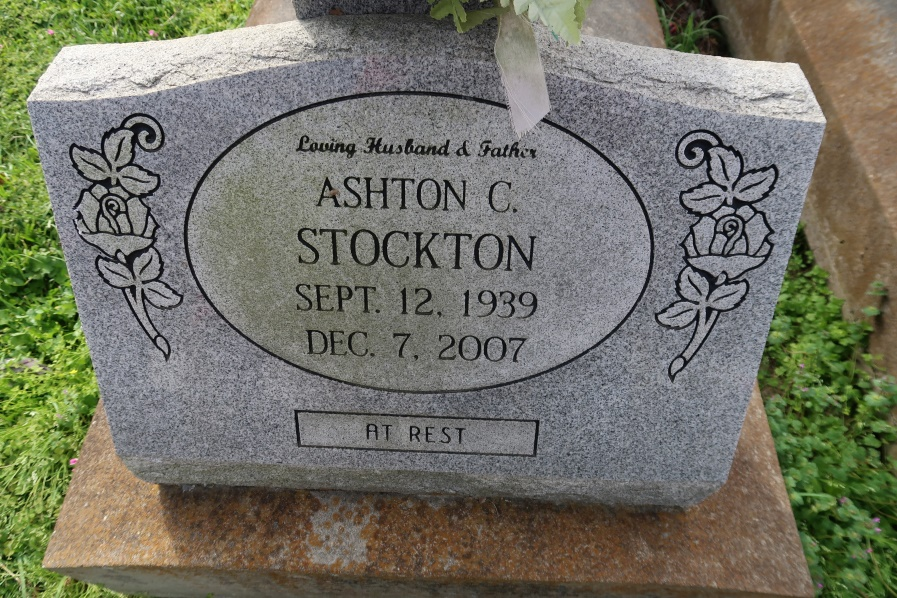 Loving Husband & Father
ASHTON C.
STOCKTON
SEPT. 12, 1939
DEC. 7, 2007
AT REST